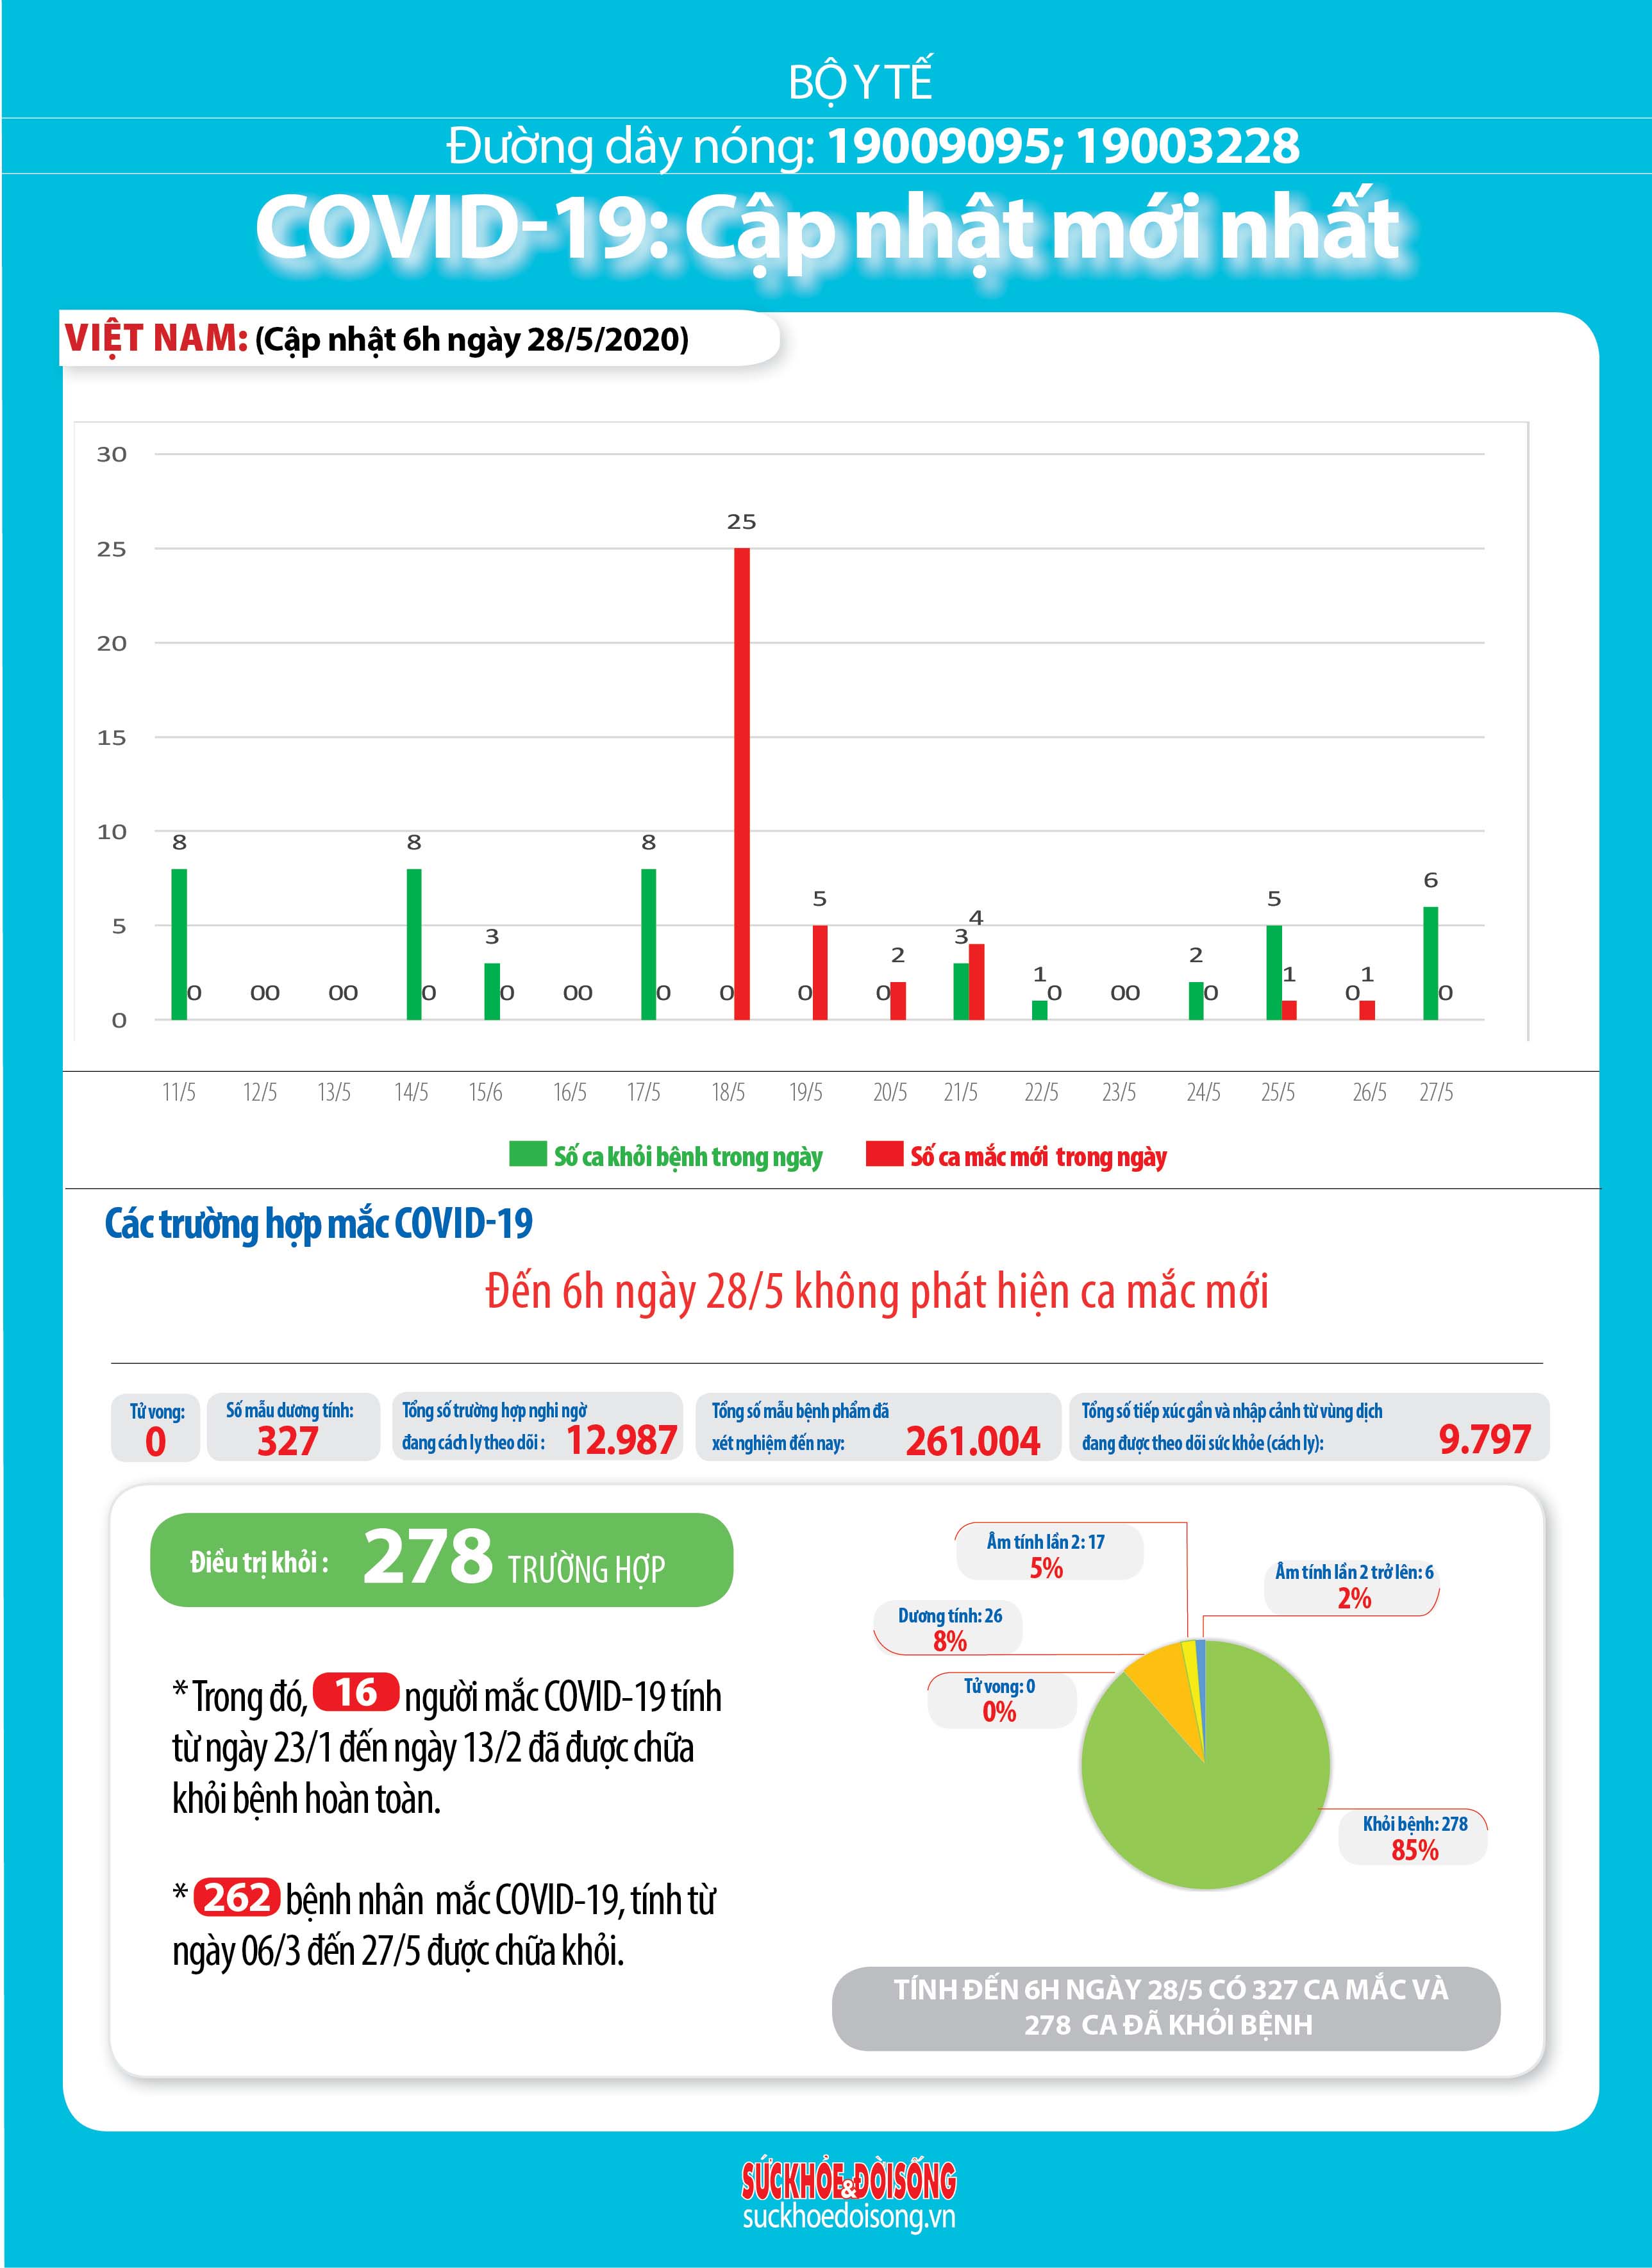 BỘ Y TẾ
Đường dây nóng: 19009095; 19003228
COVID-19: Cập nhật mới nhất
VIỆT NAM: (Cập nhật 6h ngày 28/5/2020)
30
25
20
15
10
5
0
8 0 0 0 0 0 8 0 3 0 0 0 8 0 0 25 0 5 0 2 3 4 1 0 0 0 2 0 5 1 0 1 6 0
11/5 12/5 13/5 14/5 15/6 16/5 17/5 18/5 19/5 20/5 21/5 22/5 23/5 24/5 25/5 26/5 27/5
Số ca khỏi bệnh trong ngày Số ca mắc mới trong ngày
Các trường hợp mắc COVID-19
Đến 6h ngày 28/5 không phát hiện ca mắc mới
Tử vong:
0
Số mẫu dương tính:
327
Tổng số trường hợp nghi ngờ
đang cách ly theo dõi : 12.987
Tổng số mẫu bệnh phẩm đã
xét nghiệm đến nay: 261.004
Tổng số tiếp xúc gần và nhập cảnh từ vùng dịch
đang được theo dõi sức khỏe (cách ly): 9.797
Điều trị khỏi : 278 TRƯỜNG HỢP
* Trong đó, 16 người mắc COVID-19 tính
từ ngày 23/1 đến ngày 13/2 đã được chữa
khỏi bệnh hoàn toàn.
* 262 bệnh nhân mắc COVID-19, tính từ
ngày 06/3 đến 27/5 được chữa khỏi.
Âm tính lần 2: 17
5%
Âm tính lần 2 trở lên: 6
2%
Dương tính: 26
8%
Tử vong: 0
0%
Khỏi bệnh: 278
85%
TÍNH ĐẾN 6H NGÀY 28/5 CÓ 327 CA MẮC VÀ
278 CA ĐÃ KHỎI BỆNH
SỨC KHỎE & ĐỜI SỐNG
suckhoedoisong.vn